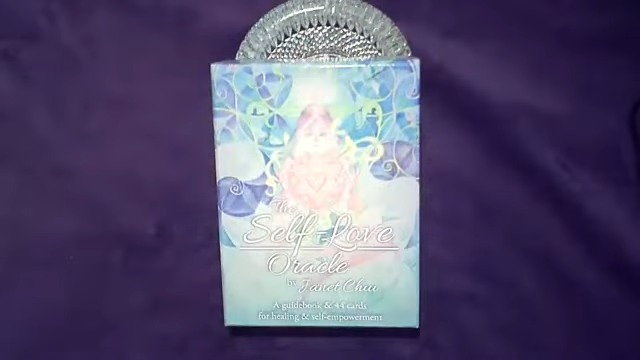 The
Self-Love
Oracle
by Janet Chui
A guidebook & 44 cards
for healing & self-empowerment